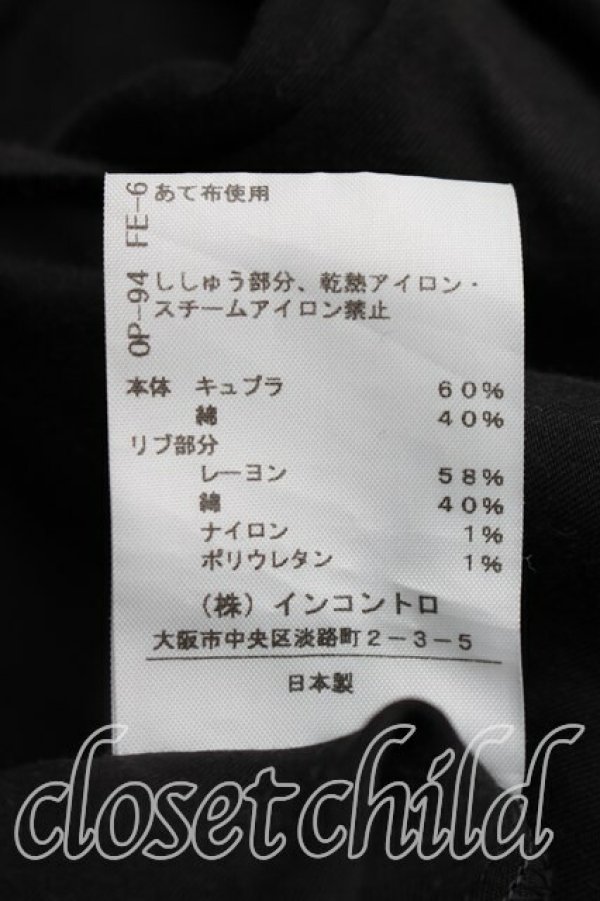 OP-94 FE-6
あて布使用
ししゅう部分、乾熱アイロン・
スチームアイロン禁止
本体 キュプラ 60%
綿 40%
リブ部分
レーヨン 58%
綿 40%
ナイロン 1%
ポリウレタン 1%
(株)インコントロ
大阪市中央区淡路町2-3-5
日本製
closet child